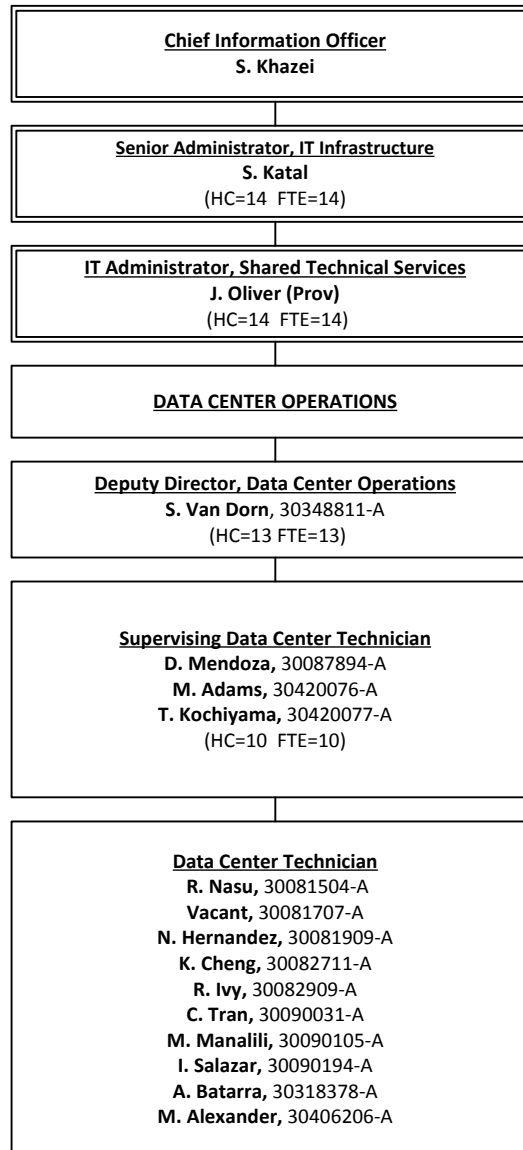 Chief Information Officer
S. Khazei
Senior Administrator, IT Infrastructure
S. Katal
(HC=14 FTE=14)
IT Administrator, Shared Technical Services
J. Oliver (Prov)
(HC=14 FTE=14)
DATA CENTER OPERATIONS
Deputy Director, Data Center Operations
S. Van Dorn, 30348811-A
(HC=13 FTE=13)
Supervising Data Center Technician
D. Mendoza, 30087894-A
M. Adams, 30420076-A
T. Kochiyama, 30420077-A
(HC=10 FTE=10)
Data Center Technician
R. Nasu, 30081504-A
Vacant, 30081707-A
N. Hernandez, 30081909-A
K. Cheng, 30082711-A
R. Ivy, 30082909-A
C. Tran, 30090031-A
M. Manalili, 30090105-A
I. Salazar, 30090194-A
A. Batarra, 30318378-A
M. Alexander, 30406206-A